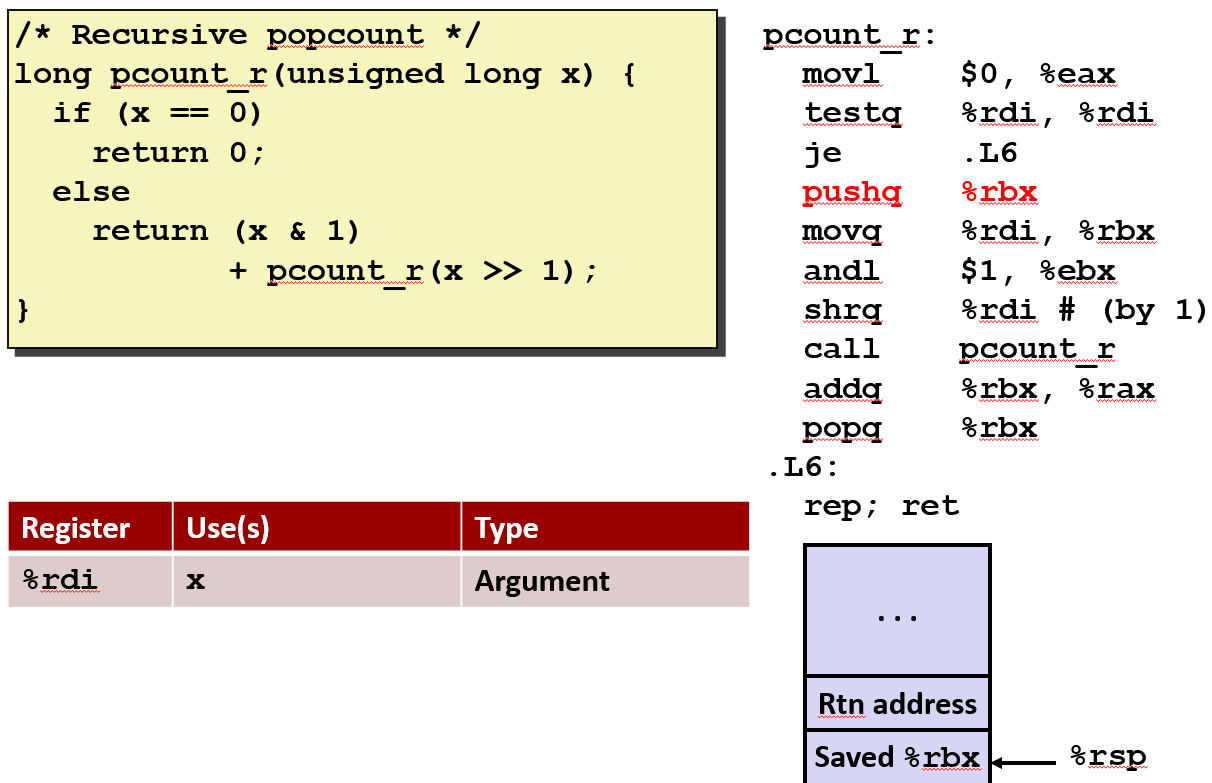 /* Recursive popcount */
long pcount_r(unsigned long x) {
  if (x == 0)
    return 0;
  else
    return (x & 1)
           + pcount_r(x >> 1);
}
pcount_r:
  movl    $0, %eax
  testq   %rdi, %rdi
  je      .L6
  pushq   %rbx
  movq    %rdi, %rbx
  andl    $1, %ebx
  shrq    %rdi # (by 1)
  call    pcount_r
  addq    %rbx, %rax
  popq    %rbx
.L6:
  rep; ret
Register Use(s) Type
%rdi x Argument
...
Rtn address
Saved %rbx %rsp